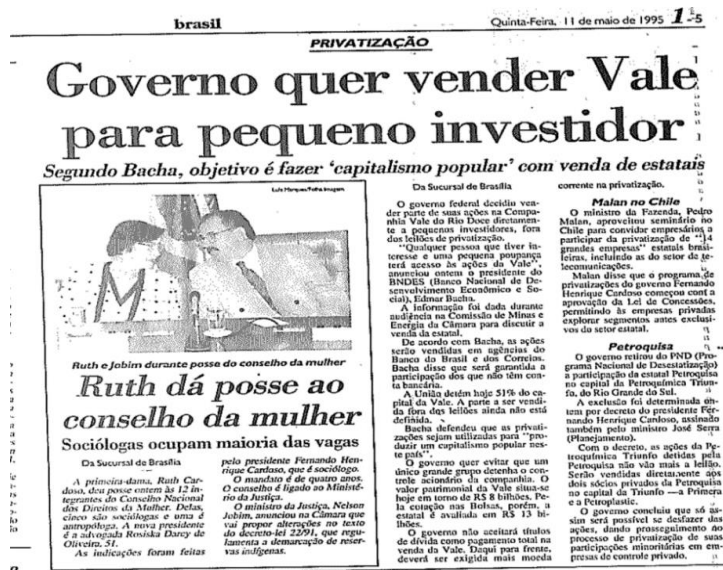 brasil
Quinta-Feira, 11 de maio de 1995 1-5
PRIVATIZAÇÃO
Governo quer vender Vale
para pequeno investidor
Segundo Bacha, objetivo é fazer 'capitalismo popular' com venda de estatais
Luis Marques/Folha Imagem
Ruth e Jobim durante posse do conselho da mulher
Ruth dá posse ao
conselho da mulher
Sociólogas ocupam maioria das vagas
Da Sucursal de Brasília
A primeira-dama, Ruth Car-
doso, deu posse ontem às 12 in-
tegrantes do Conselho Nacional
dos Direitos da Mulher. Delas,
cinco são sociólogas e uma é
antropóloga. A nova presidente
é a advogada Rosiska Darcy de
Oliveira, 51.
As indicações foram feitas
pelo presidente Fernando Hen-
rique Cardoso, que é sociólogo.
O mandato é de quatro anos.
O conselho é ligado ao Ministé-
rio da Justiça.
O ministro da Justiça, Nelson
Jobim, anunciou na Câmara que
vai propor alterações no texto
do decreto-lei 22/91, que regu-
lamenta a demarcação de reser-
vas indígenas.
Da Sucursal de Brasília
O governo federal decidiu ven-
der parte de suas ações na Compa-
nhia Vale do Rio Doce diretamen-
te a pequenos investidores, fora
dos leilões de privatização.
"Qualquer pessoa que tiver in-
teresse e uma pequena poupança
terá acesso às ações da Vale",
anunciou ontem o presidente do
BNDES (Banco Nacional de De-
senvolvimento Econômico e So-
cial), Edmar Bacha.
A informação foi dada durante
audiência na Comissão de Minas e
Energia da Câmara para discutir a
venda da estatal.
De acordo com Bacha, as ações
serão vendidas em agências do
Banco do Brasil e dos Correios.
Bacha disse que será garantida a
participação dos que não têm con-
ta bancária.
A União detém hoje 51% do ca-
pital da Vale. A parte a ser vendi-
da fora dos leilões ainda não está
definida.
Bacha defendeu que as privati-
zações sejam utilizadas para "pro-
duzir um capitalismo popular nes-
te país".
O governo quer evitar que um
único grande grupo detenha o con-
trole acionário da companhia. O
valor patrimonial da Vale situa-se
hoje em torno de R$ 8 bilhões. Pe-
la cotação nas Bolsas, porém, a
estatal é avaliada em R$ 13 bi-
lhões.
O governo não aceitará títulos
de dívida como pagamento total na
venda da Vale. Daqui para frente,
deverá ser exigida mais moeda
corrente na privatização.
Malan no Chile
O ministro da Fazenda, Pedro
Malan, aproveitou seminário no
Chile para convidar empresários a
participar da privatização de "14
grandes empresas" estatais brasi-
leiras, incluindo as do setor de te-
lecomunicações.
Malan disse que o programa de
privatizações do governo Fernando
Henrique Cardoso começou com a
aprovação da Lei de Concessões,
permitindo às empresas privadas
explorar segmentos antes exclusi-
vos do setor estatal.
Petroquisa
O governo retirou do PND (Pro-
grama Nacional de Desestatização)
a participação da estatal Petroquisa
no capital da Petroquímica Triun-
fo, do Rio Grande do Sul.
A exclusão foi determinada on-
tem por decreto do presidente Fer-
nando Henrique Cardoso, assinado
também pelo ministro José Serra
(Planejamento).
Com o decreto, as ações da Pe-
troquímica Triunfo detidas pela
Petroquisa não vão mais a leilão.
Serão vendidas diretamente aos
dois sócios privados da Petroquisa
no capital da Triunfo —a Primera
e a Petroplastic.
O governo concluiu que só as-
sim será possível se desfazer das
ações, dando prosseguimento ao
processo de privatização de suas
participações minoritárias em em-
presas de controle privado.